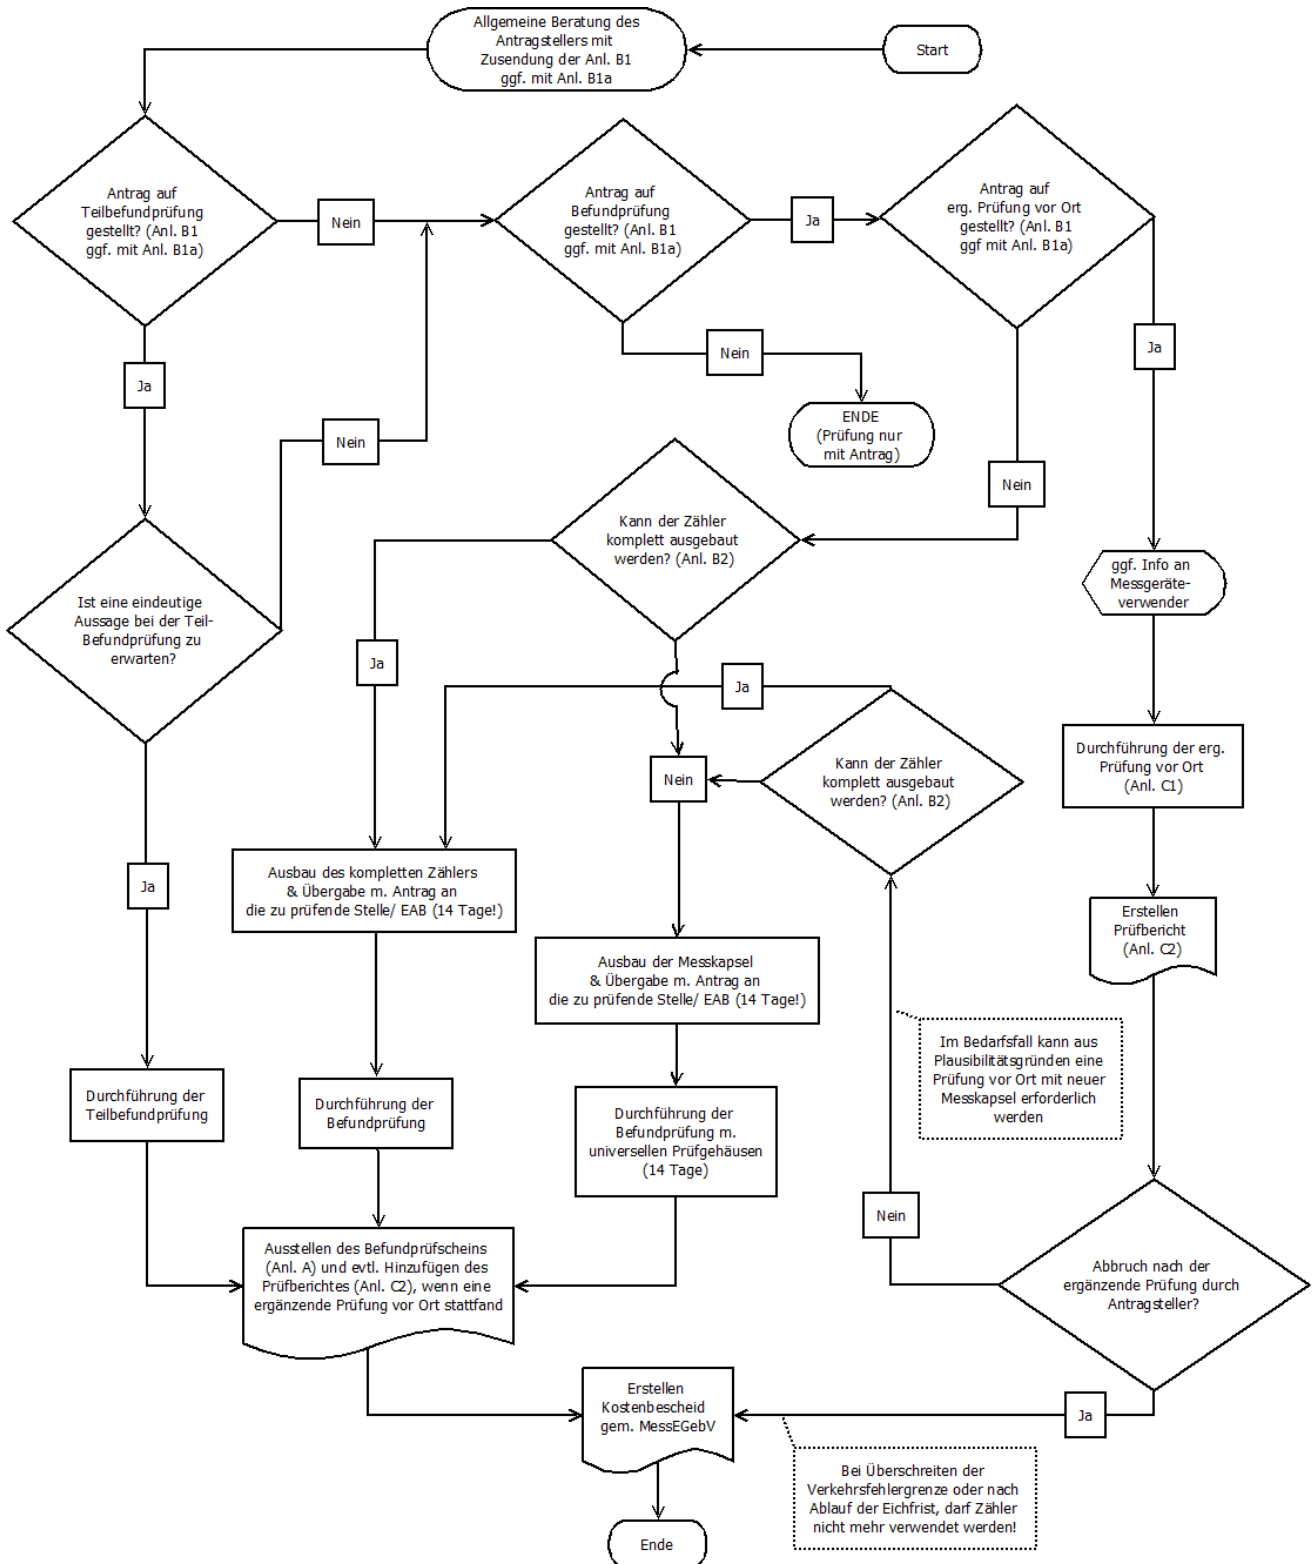 Start
Allgemeine Beratung des
Antragstellers mit
Zusendung der Anl. B1
ggf. mit Anl. B1a
Antrag auf
Teilbefundprüfung
gestellt? (Anl. B1
ggf. mit Anl. B1a)
Nein
Antrag auf
Befundprüfung
gestellt? (Anl. B1
ggf. mit Anl. B1a)
Ja
Antrag auf
erg. Prüfung vor Ort
gestellt? (Anl. B1
ggf mit Anl. B1a)
Ja
Nein
Ja
ENDE
(Prüfung nur
mit Antrag)
Nein
Nein
Kann der Zähler
komplett ausgebaut
werden? (Anl. B2)
ggf. Info an
Messgeräte-
verwender
Ist eine eindeutige
Aussage bei der Teil-
Befundprüfung zu
erwarten?
Ja
Ja
Nein
Kann der Zähler
komplett ausgebaut
werden? (Anl. B2)
Durchführung der erg.
Prüfung vor Ort
(Anl. C1)
Ja
Ausbau des kompletten Zählers
& Übergabe m. Antrag an
die zu prüfende Stelle/ EAB (14 Tage!)
Erstellen
Prüfbericht
(Anl. C2)
Ausbau der Messkapsel
& Übergabe m. Antrag an
die zu prüfende Stelle/ EAB (14 Tage!)
Im Bedarfsfall kann aus
Plausibilitätsgründen eine
Prüfung vor Ort mit neuer
Messkapsel erforderlich
werden
Durchführung der
Teilbefundprüfung
Durchführung der
Befundprüfung
Durchführung der
Befundprüfung m.
universellen Prüfgehäusen
(14 Tage)
Nein
Ausstellen des Befundprüfscheins
(Anl. A) und evtl. Hinzufügen des
Prüfberichtes (Anl. C2), wenn eine
ergänzende Prüfung vor Ort stattfand
Abbruch nach der
ergänzende Prüfung durch
Antragsteller?
Erstellen
Kostenbescheid
gem. MessEGebV
Ja
Bei Überschreiten der
Verkehrsfehlergrenze oder nach
Ablauf der Eichfrist, darf Zähler
nicht mehr verwendet werden!
Ende